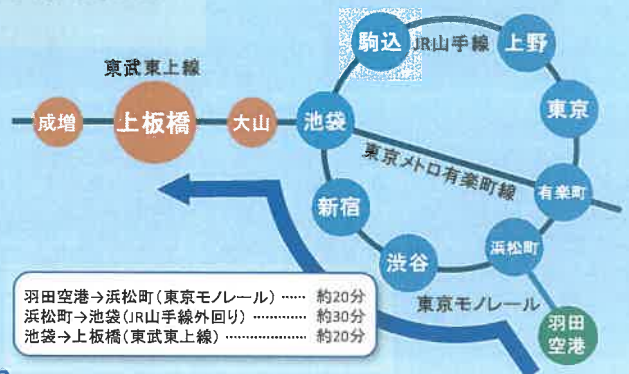 駒込
JR山手線
上野
東武東上線
成増
上板橋
大山
池袋
東京
東京メトロ有楽町線
有楽町
新宿
浜松町
渋谷
東京モノレール
羽田
空港
羽田空港→浜松町(東京モノレール)……約20分
浜松町→池袋(JR山手線外回り)…………約30分
池袋→上板橋(東武東上線)…………………約20分